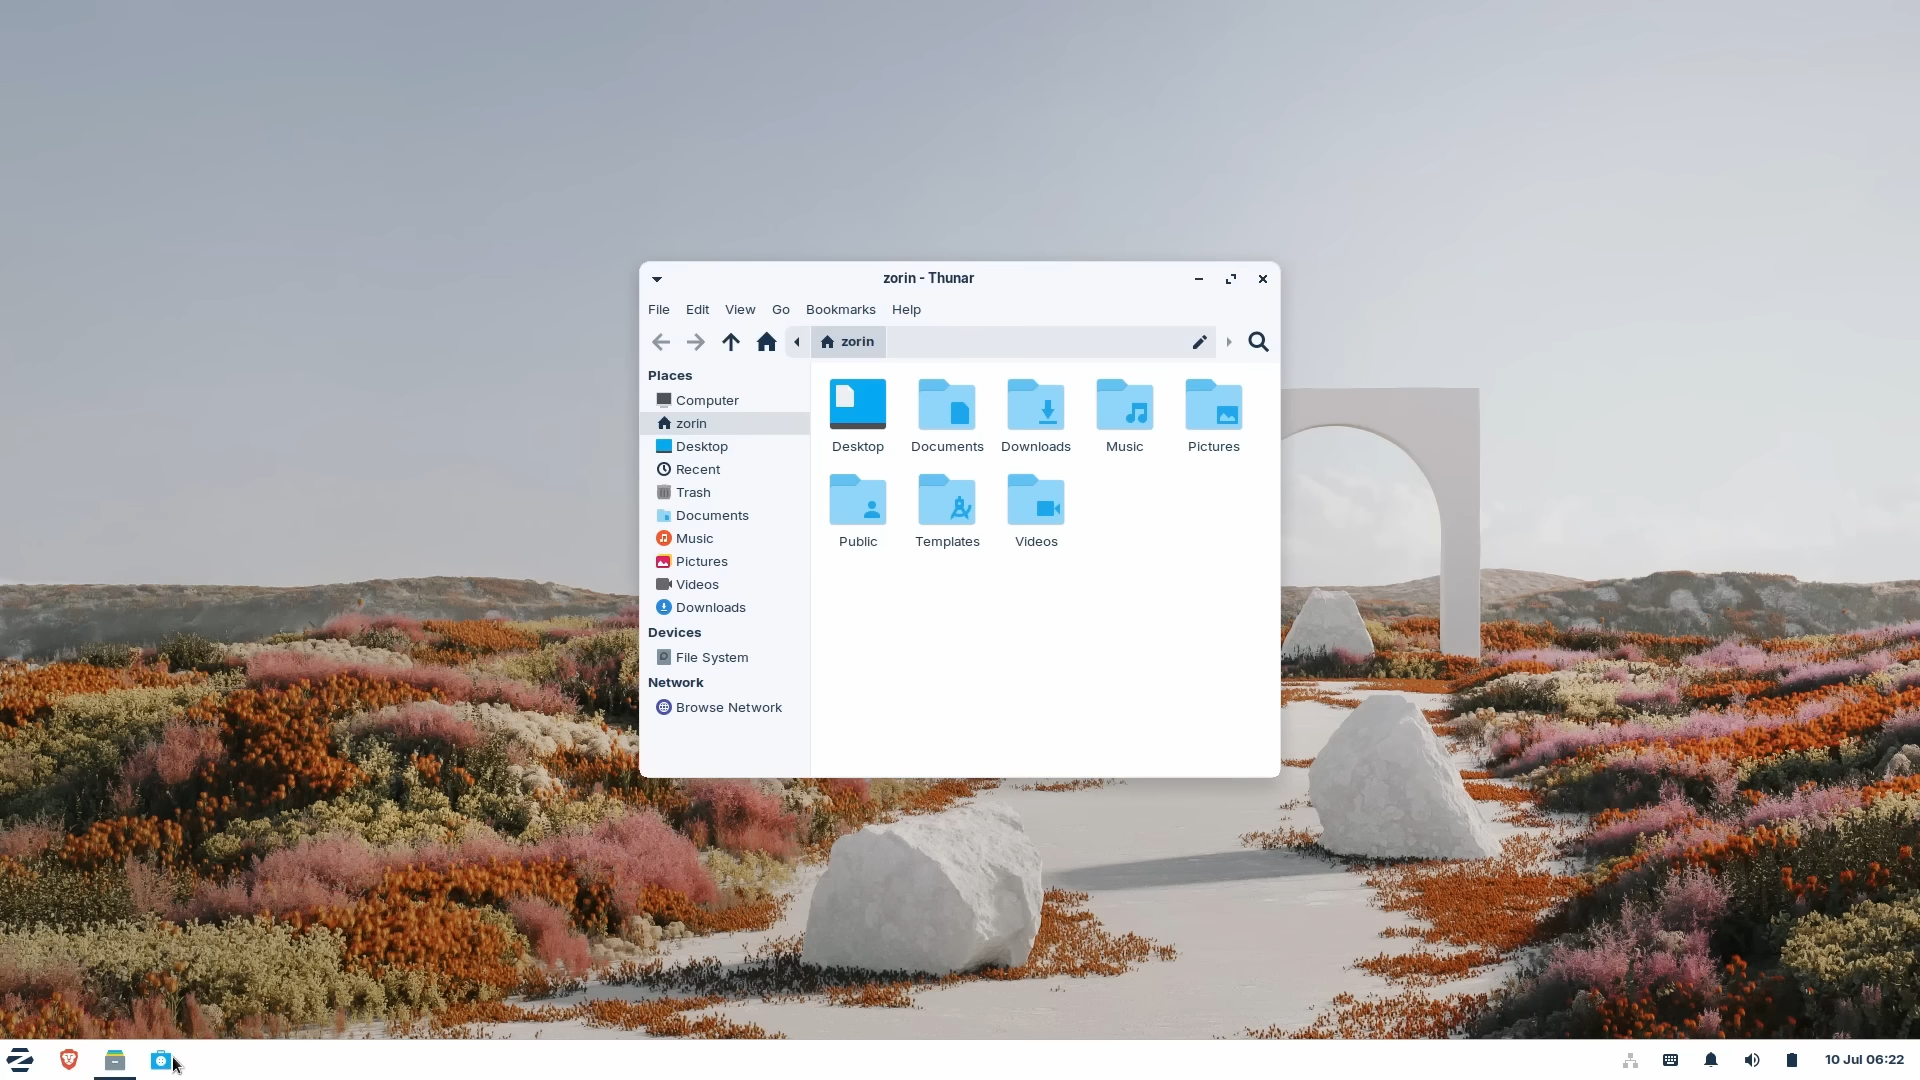 zorin - Thunar
File Edit View Go Bookmarks Help
zorin
Places
Computer
zorin
Desktop
Recent
Trash
Documents
Music
Pictures
Videos
Downloads
Devices
File System
Network
Browse Network
Desktop Documents Downloads Music Pictures
Public Templates Videos
10 Jul 06:22